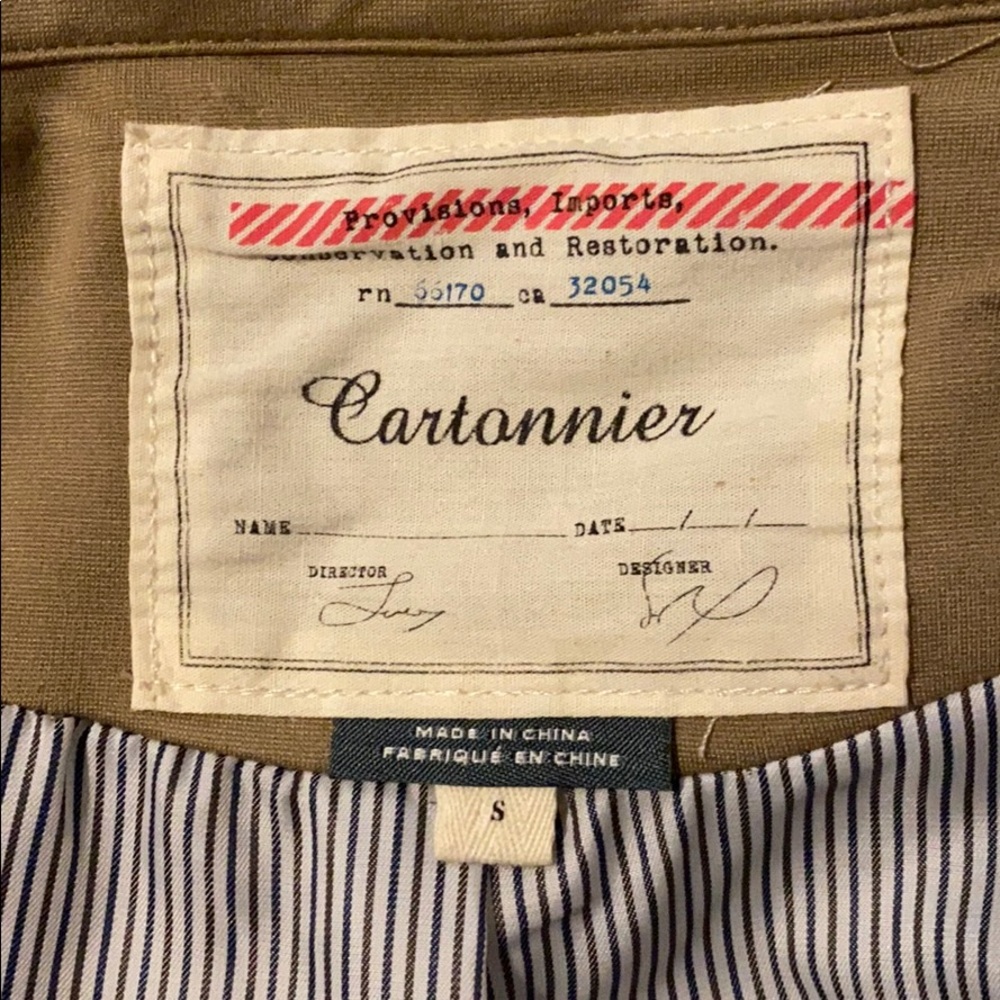 Provisions, Imports,
Conservation and Restoration.
rn 66170 ca 32054
Cartonnier
NAME DATE / /
DIRECTOR DESIGNER
MADE IN CHINA
FABRIQUÉ EN CHINE
S